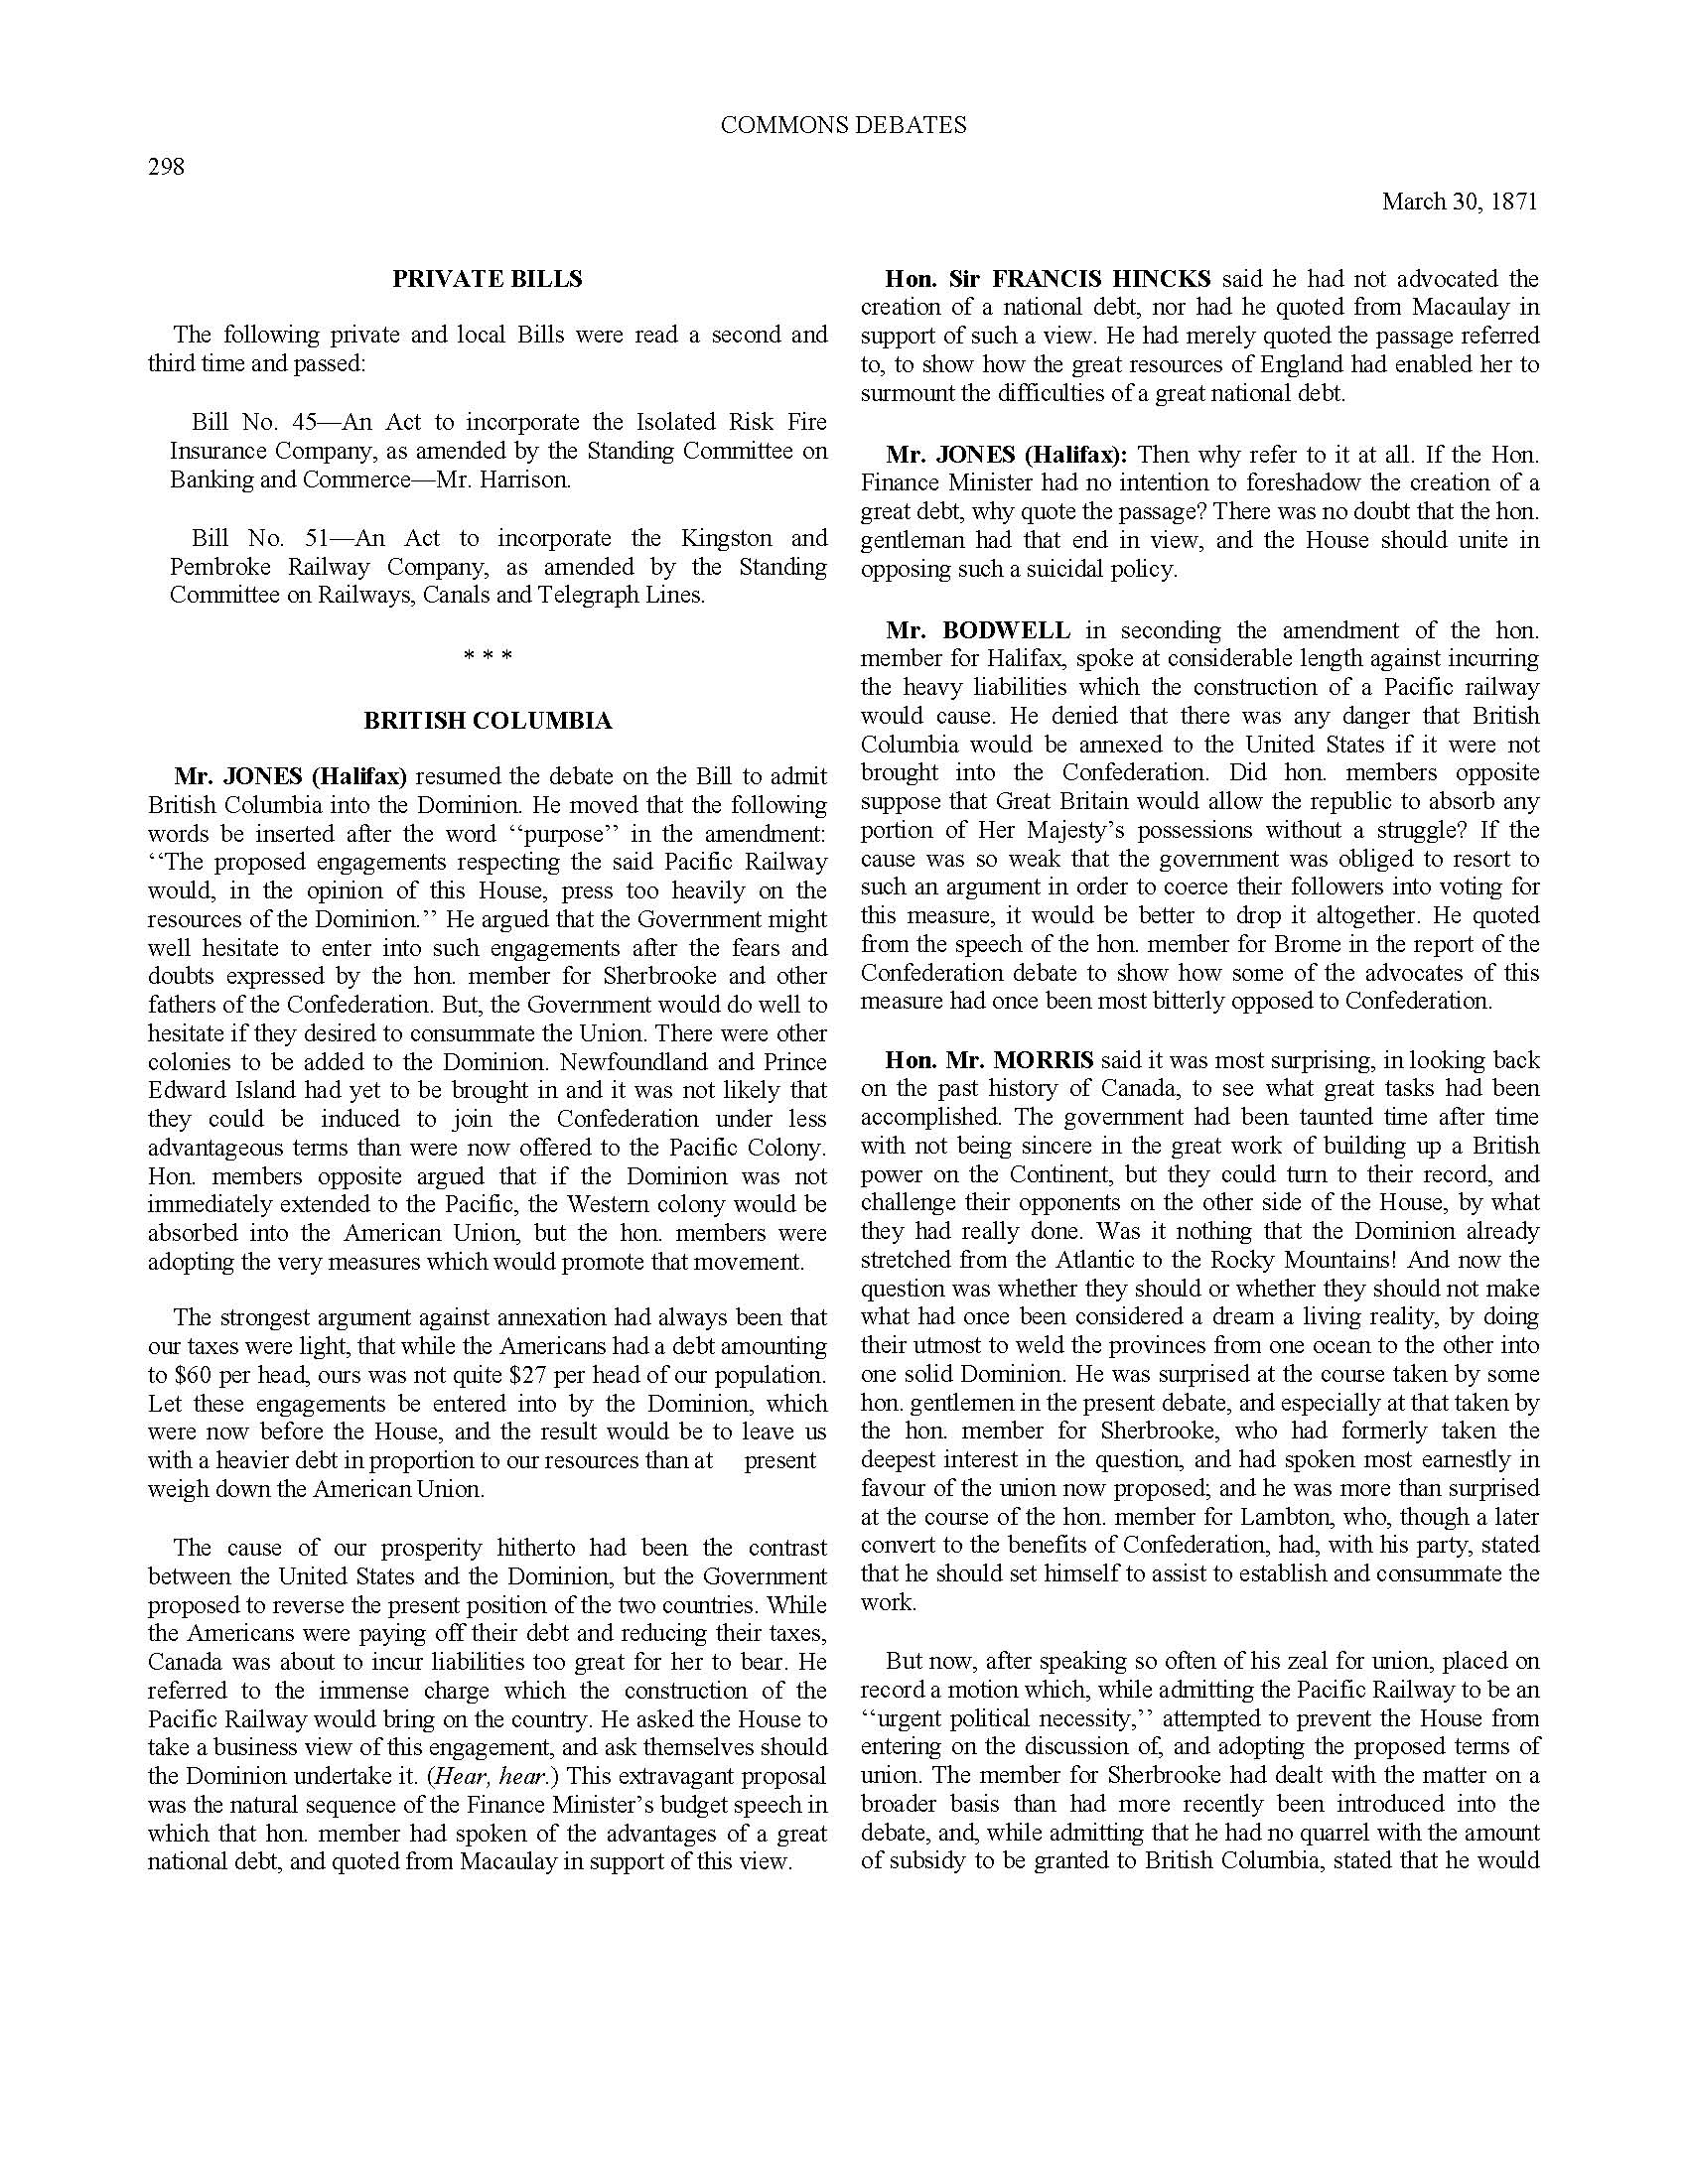 COMMONS DEBATES
298
March 30, 1871
PRIVATE BILLS
The following private and local Bills were read a second and
third time and passed:
Bill No. 45—An Act to incorporate the Isolated Risk Fire
Insurance Company, as amended by the Standing Committee on
Banking and Commerce—Mr. Harrison.
Bill No. 51—An Act to incorporate the Kingston and
Pembroke Railway Company, as amended by the Standing
Committee on Railways, Canals and Telegraph Lines.
* * *
BRITISH COLUMBIA
Mr. JONES (Halifax) resumed the debate on the Bill to admit
British Columbia into the Dominion. He moved that the following
words be inserted after the word ‘‘purpose’’ in the amendment:
‘‘The proposed engagements respecting the said Pacific Railway
would, in the opinion of this House, press too heavily on the
resources of the Dominion.’’ He argued that the Government might
well hesitate to enter into such engagements after the fears and
doubts expressed by the hon. member for Sherbrooke and other
fathers of the Confederation. But, the Government would do well to
hesitate if they desired to consummate the Union. There were other
colonies to be added to the Dominion. Newfoundland and Prince
Edward Island had yet to be brought in and it was not likely that
they could be induced to join the Confederation under less
advantageous terms than were now offered to the Pacific Colony.
Hon. members opposite argued that if the Dominion was not
immediately extended to the Pacific, the Western colony would be
absorbed into the American Union, but the hon. members were
adopting the very measures which would promote that movement.
The strongest argument against annexation had always been that
our taxes were light, that while the Americans had a debt amounting
to $60 per head, ours was not quite $27 per head of our population.
Let these engagements be entered into by the Dominion, which
were now before the House, and the result would be to leave us
with a heavier debt in proportion to our resources than at present
weigh down the American Union.
The cause of our prosperity hitherto had been the contrast
between the United States and the Dominion, but the Government
proposed to reverse the present position of the two countries. While
the Americans were paying off their debt and reducing their taxes,
Canada was about to incur liabilities too great for her to bear. He
referred to the immense charge which the construction of the
Pacific Railway would bring on the country. He asked the House to
take a business view of this engagement, and ask themselves should
the Dominion undertake it. (Hear, hear.) This extravagant proposal
was the natural sequence of the Finance Minister’s budget speech in
which that hon. member had spoken of the advantages of a great
national debt, and quoted from Macaulay in support of this view.
Hon. Sir FRANCIS HINCKS said he had not advocated the
creation of a national debt, nor had he quoted from Macaulay in
support of such a view. He had merely quoted the passage referred
to, to show how the great resources of England had enabled her to
surmount the difficulties of a great national debt.
Mr. JONES (Halifax): Then why refer to it at all. If the Hon.
Finance Minister had no intention to foreshadow the creation of a
great debt, why quote the passage? There was no doubt that the hon.
gentleman had that end in view, and the House should unite in
opposing such a suicidal policy.
Mr. BODWELL in seconding the amendment of the hon.
member for Halifax, spoke at considerable length against incurring
the heavy liabilities which the construction of a Pacific railway
would cause. He denied that there was any danger that British
Columbia would be annexed to the United States if it were not
brought into the Confederation. Did hon. members opposite
suppose that Great Britain would allow the republic to absorb any
portion of Her Majesty’s possessions without a struggle? If the
cause was so weak that the government was obliged to resort to
such an argument in order to coerce their followers into voting for
this measure, it would be better to drop it altogether. He quoted
from the speech of the hon. member for Brome in the report of the
Confederation debate to show how some of the advocates of this
measure had once been most bitterly opposed to Confederation.
Hon. Mr. MORRIS said it was most surprising, in looking back
on the past history of Canada, to see what great tasks had been
accomplished. The government had been taunted time after time
with not being sincere in the great work of building up a British
power on the Continent, but they could turn to their record, and
challenge their opponents on the other side of the House, by what
they had really done. Was it nothing that the Dominion already
stretched from the Atlantic to the Rocky Mountains! And now the
question was whether they should or whether they should not make
what had once been considered a dream a living reality, by doing
their utmost to weld the provinces from one ocean to the other into
one solid Dominion. He was surprised at the course taken by some
hon. gentlemen in the present debate, and especially at that taken by
the hon. member for Sherbrooke, who had formerly taken the
deepest interest in the question, and had spoken most earnestly in
favour of the union now proposed; and he was more than surprised
at the course of the hon. member for Lambton, who, though a later
convert to the benefits of Confederation, had, with his party, stated
that he should set himself to assist to establish and consummate the
work.
But now, after speaking so often of his zeal for union, placed on
record a motion which, while admitting the Pacific Railway to be an
‘‘urgent political necessity,’’ attempted to prevent the House from
entering on the discussion of, and adopting the proposed terms of
union. The member for Sherbrooke had dealt with the matter on a
broader basis than had more recently been introduced into the
debate, and, while admitting that he had no quarrel with the amount
of subsidy to be granted to British Columbia, stated that he would